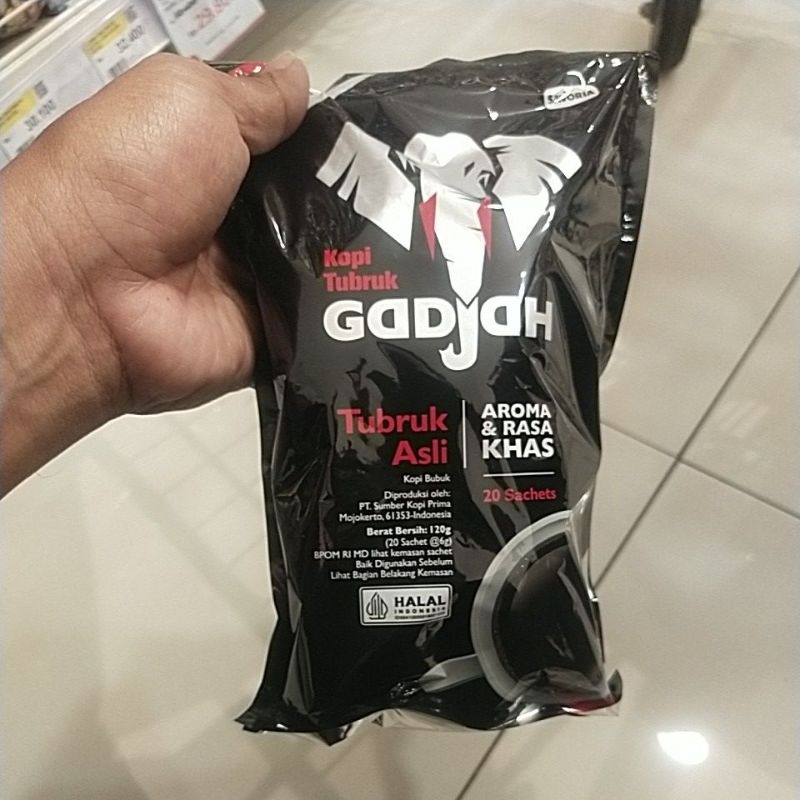 Kopi
Tubruk
GADJAH
Tubruk
Asli
AROMA
& RASA
KHAS
Kopi Bubuk
20 Sachets
Diproduksi oleh:
PT. Sumber Kopi Prima
Mojokerto, 61353-Indonesia
Berat Bersih: 120g
(20 Sachet @6g)
BPOM RI MD lihat kemasan sachet
Baik Digunakan Sebelum
Lihat Bagian Belakang Kemasan
HALAL
INDONESIA